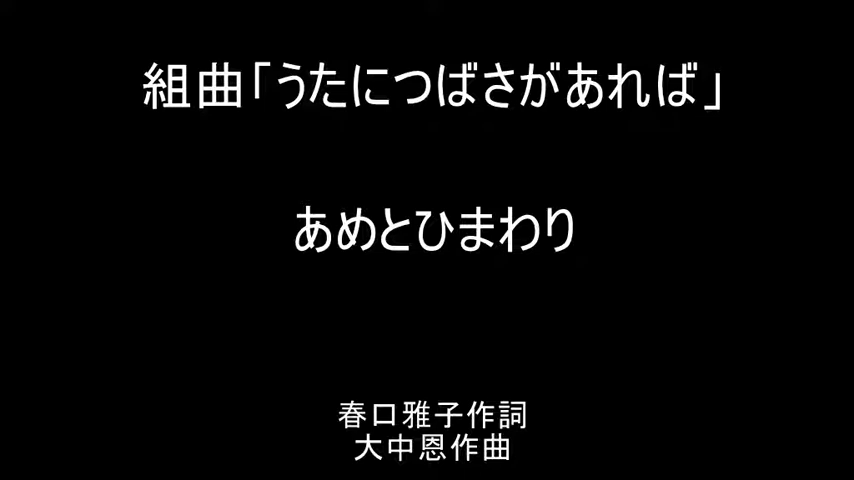 組曲「うたにつばさがあれば」
あめとひまわり
春口雅子作詞
大中恩作曲